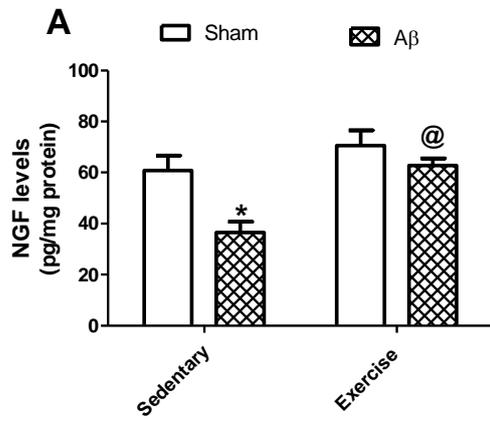 A
Sham
Aβ
NGF levels
(pg/mg protein)
100
80
60
40
20
0
*
@
Sedentary
Exercise